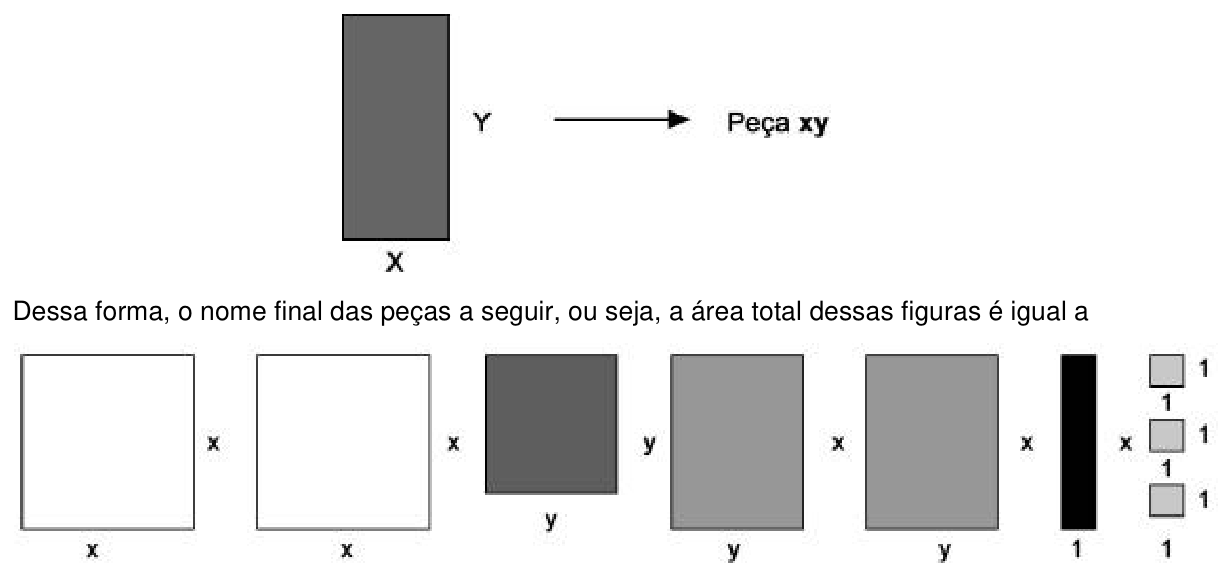 Y
Peça xy
X
Dessa forma, o nome final das peças a seguir, ou seja, a área total dessas figuras é igual a
1
1
x x y x x x 1
1
1
y
x x y y 1 1